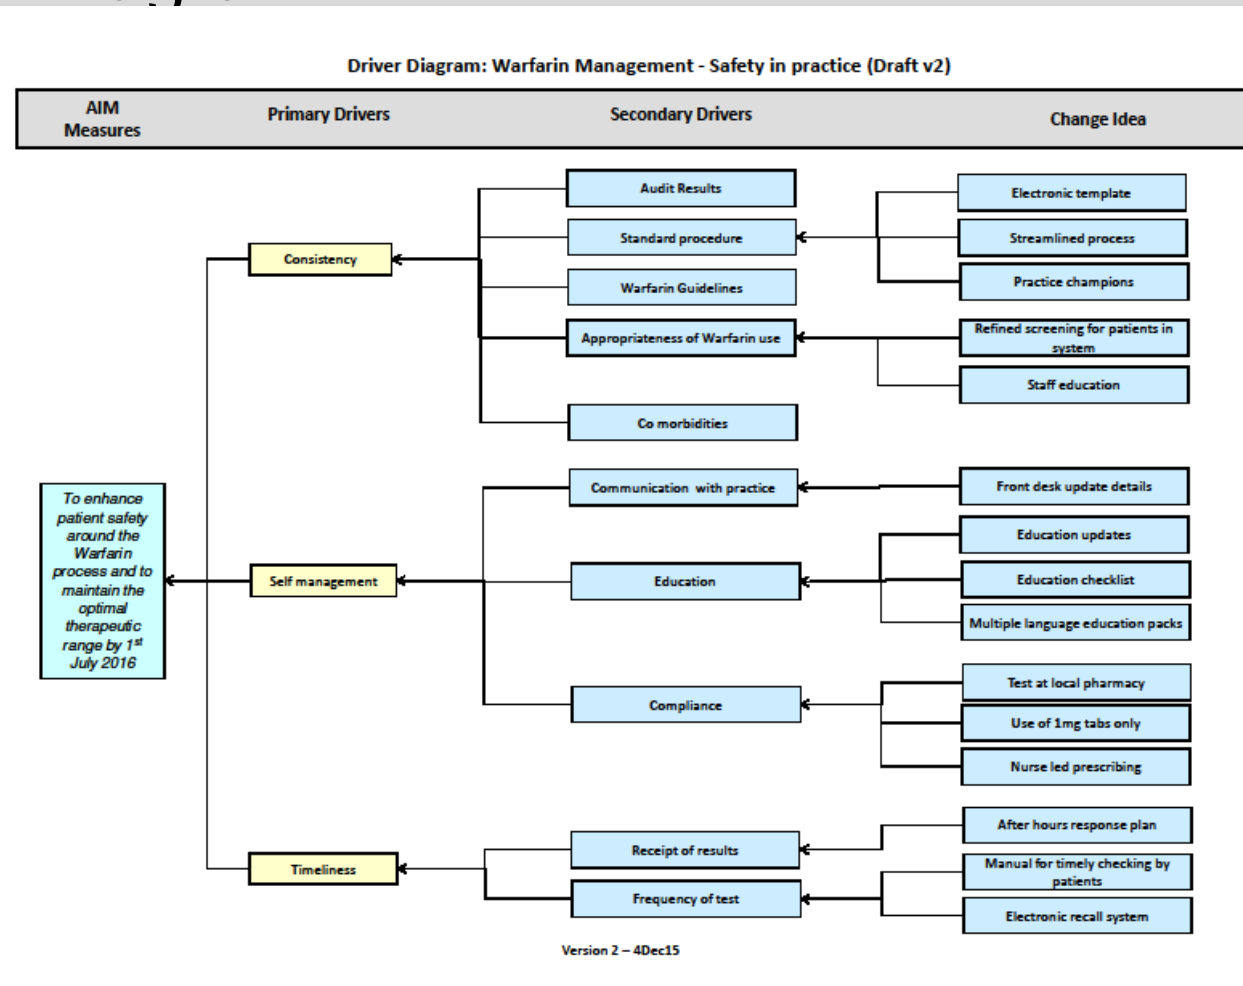 Driver Diagram: Warfarin Management - Safety in practice (Draft v2)
AIM
Measures
Primary Drivers
Secondary Drivers
Change Idea
Audit Results
Electronic template
Standard procedure
Streamlined process
Consistency
Warfarin Guidelines
Practice champions
Appropriateness of Warfarin use
Refined screening for patients in
system
Staff education
Co morbidities
To enhance
patient safety
around the
Warfarin
process and to
maintain the
optimal
therapeutic
range by 1st
July 2016
Communication with practice
Front desk update details
Education updates
Self management
Education
Education checklist
Multiple language education packs
Test at local pharmacy
Compliance
Use of 1mg tabs only
Nurse led prescribing
After hours response plan
Receipt of results
Timeliness
Manual for timely checking by
patients
Frequency of test
Electronic recall system
Version 2 – 4Dec15